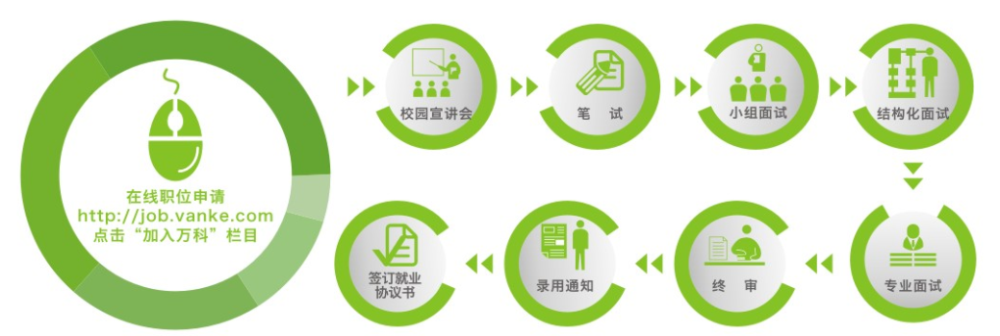 在线职位申请
http://job.vanke.com
点击“加入万科”栏目
校园宣讲会
笔 试
小组面试
结构化面试
专业面试
终 审
录用通知
签订就业
协议书